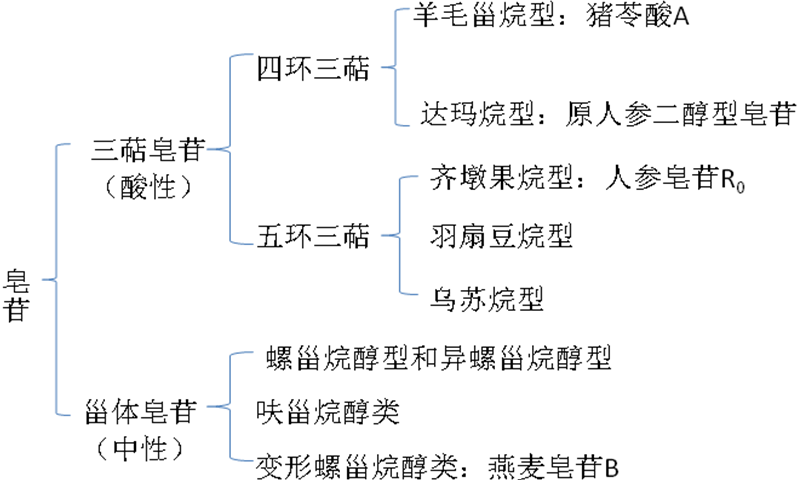 羊毛甾烷型：猪苓酸A
四环三萜
达玛烷型：原人参二醇型皂苷
三萜皂苷
（酸性）
齐墩果烷型：人参皂苷R0
五环三萜
羽扇豆烷型
乌苏烷型
皂苷
螺甾烷醇型和异螺甾烷醇型
甾体皂苷
（中性）
呋甾烷醇类
变形螺甾烷醇类：燕麦皂苷B